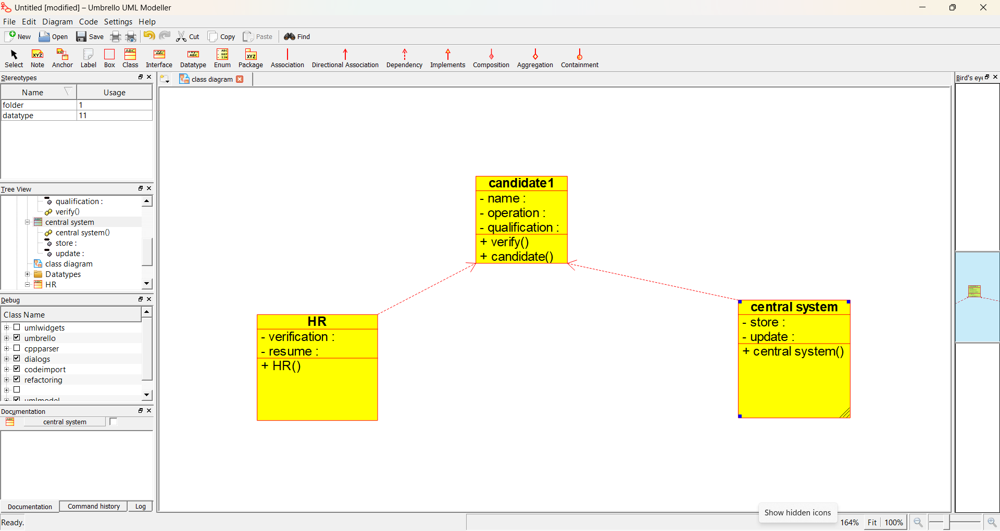 Untitled [modified] – Umbrello UML Modeller
File Edit Diagram Code Settings Help
New Open Save Cut Copy Paste Find
Select Note Anchor Label Box Class Interface Datatype Enum Package Association Directional Association Dependency Implements Composition Aggregation Containment
Stereotypes
Name Usage
folder 1
datatype 11
Tree View
qualification :
verify()
central system
central system()
store :
update :
class diagram
Datatypes
HR
Debug
Class Name
umlwidgets
umbrello
cppparser
dialogs
codeimport
refactoring
umlmodel
Documentation
central system
Documentation Command history Log
Ready.
class diagram
candidate1
- name :
- operation :
- qualification :
+ verify()
+ candidate()
HR
- verification :
- resume :
+ HR()
central system
- store :
- update :
+ central system()
Bird's eye
Show hidden icons
164% Fit 100%